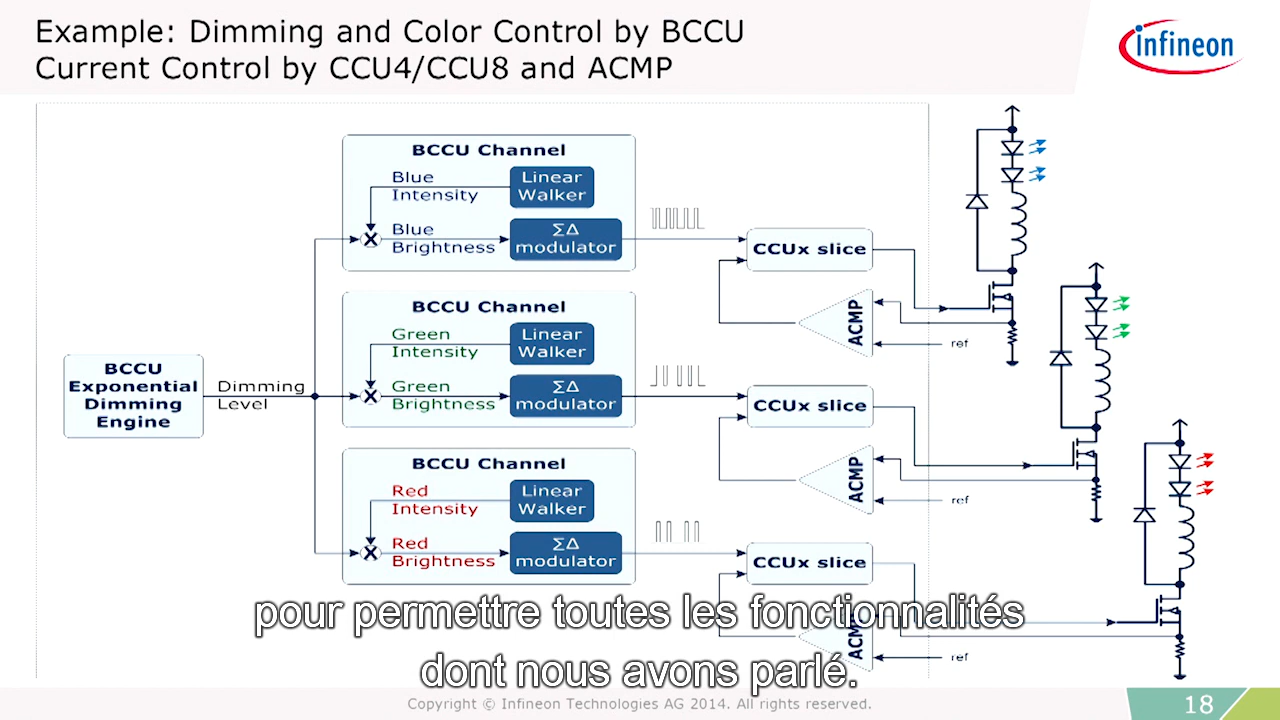 Example: Dimming and Color Control by BCCU
Current Control by CCU4/CCU8 and ACMP
infineon
BCCU Channel
Blue
Intensity
Linear
Walker
X
Blue
Brightness
ΣΔ
modulator
CCUx slice
ACMP
ref
BCCU Channel
Green
Intensity
Linear
Walker
X
Green
Brightness
ΣΔ
modulator
CCUx slice
ACMP
ref
BCCU
Exponential
Dimming
Engine
Dimming
Level
BCCU Channel
Red
Intensity
Linear
Walker
X
Red
Brightness
ΣΔ
modulator
CCUx slice
ACMP
ref
pour permettre toutes les fonctionnalités
dont nous avons parlé.
Copyright © Infineon Technologies AG 2014. All rights reserved.
18